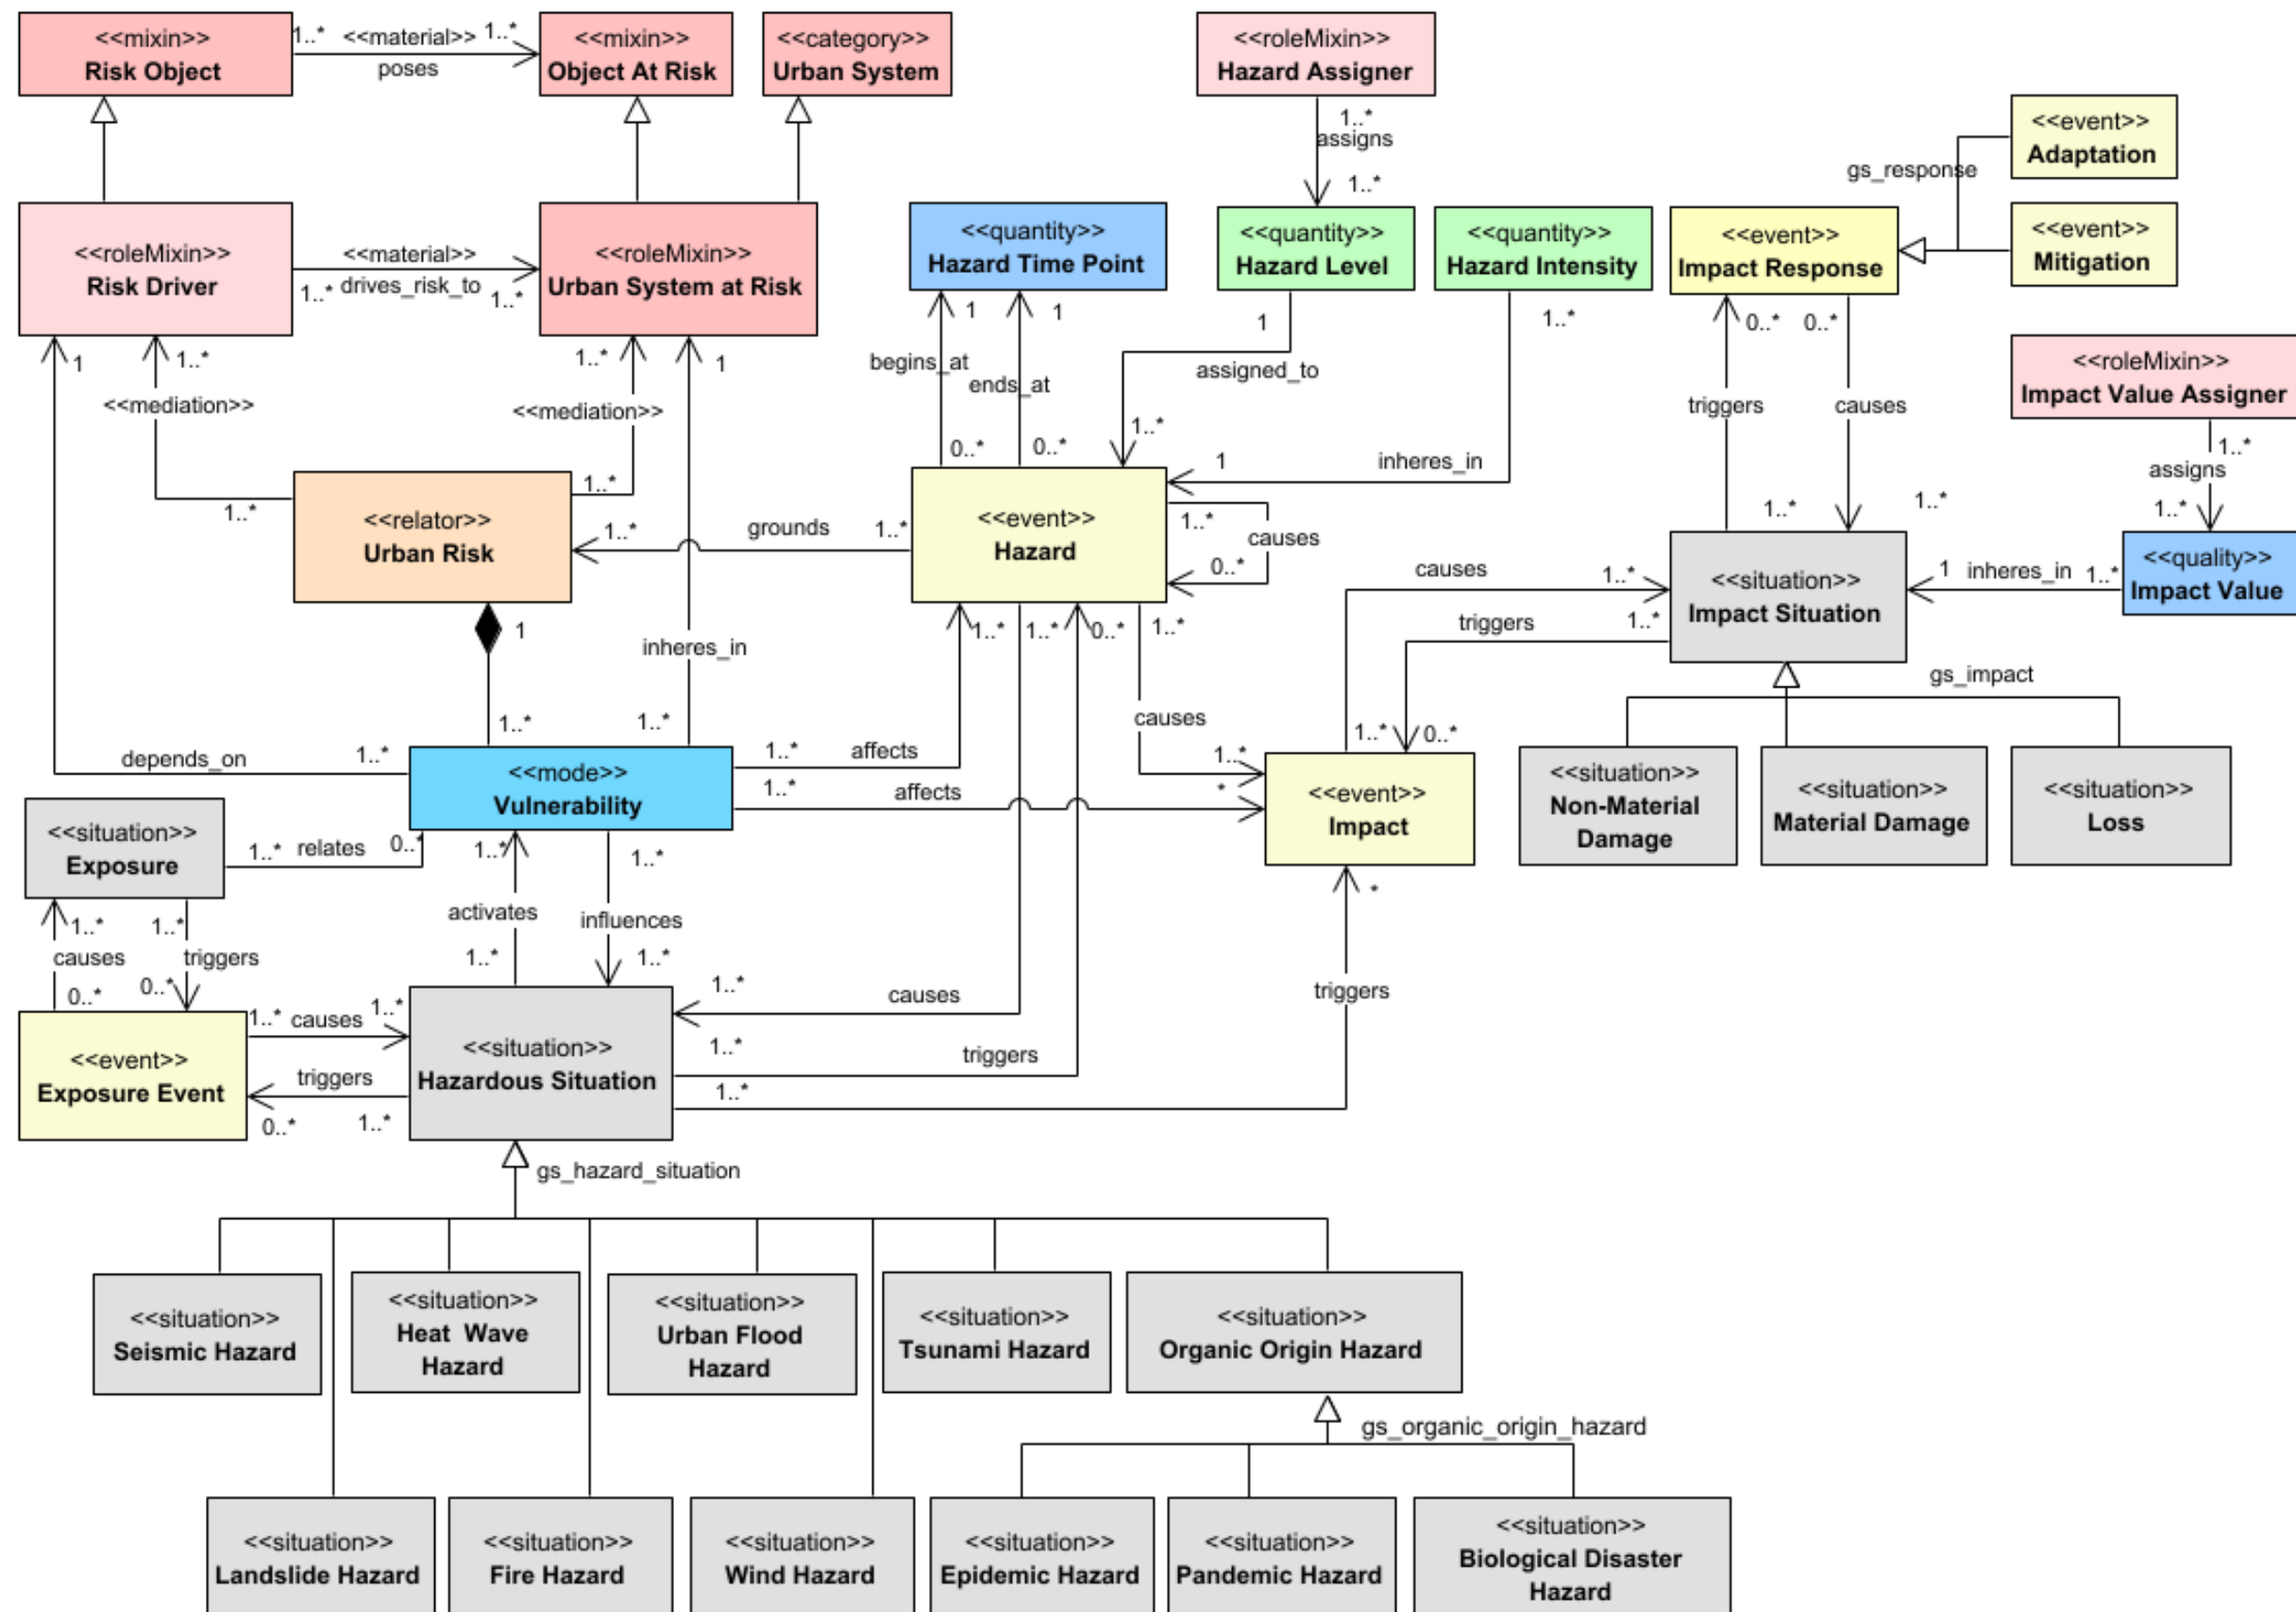 <<mixin>>
Risk Object
1..*
<<material>>
1..*
poses
<<mixin>>
Object At Risk
<<category>>
Urban System
<<roleMixin>>
Hazard Assigner
1..*
assigns
1..*
<<event>>
Adaptation
gs_response
<<event>>
Mitigation
<<roleMixin>>
Risk Driver
<<material>>
1..* drives_risk_to 1..*
<<roleMixin>>
Urban System at Risk
<<quantity>>
Hazard Time Point
<<quantity>>
Hazard Level
<<quantity>>
Hazard Intensity
<<event>>
Impact Response
1
1..*
<<mediation>>
1..*
1..*
<<mediation>>
1..*
1
inheres_in
1..*
1
begins_at
0..*
1
ends_at
0..*
1
assigned_to
1..*
1..*
inheres_in
1
0..*
triggers
1..*
0..*
causes
1..*
<<roleMixin>>
Impact Value Assigner
1..*
assigns
1..*
<<relator>>
Urban Risk
1..*
grounds
1..*
<<event>>
Hazard
1..*
causes
0..*
<<situation>>
Impact Situation
1
inheres_in
1..*
<<quality>>
Impact Value
causes
1..*
triggers
1..*
1..*
0..*
gs_impact
1
1..*
1..*
1..*
0..*
1..*
causes
1..*
depends_on
1..*
<<mode>>
Vulnerability
1..*
affects
1..*
affects
*
<<event>>
Impact
<<situation>>
Non-Material
Damage
<<situation>>
Material Damage
<<situation>>
Loss
<<situation>>
Exposure
1..*
relates
0..*
1..*
activates
1..*
1..*
influences
1..*
1..*
causes
0..*
1..*
triggers
0..*
<<event>>
Exposure Event
1..*
causes
1..*
triggers
0..*
1..*
<<situation>>
Hazardous Situation
1..*
causes
1..*
triggers
1..*
*
triggers
gs_hazard_situation
<<situation>>
Seismic Hazard
<<situation>>
Heat Wave
Hazard
<<situation>>
Urban Flood
Hazard
<<situation>>
Tsunami Hazard
<<situation>>
Organic Origin Hazard
gs_organic_origin_hazard
<<situation>>
Landslide Hazard
<<situation>>
Fire Hazard
<<situation>>
Wind Hazard
<<situation>>
Epidemic Hazard
<<situation>>
Pandemic Hazard
<<situation>>
Biological Disaster
Hazard